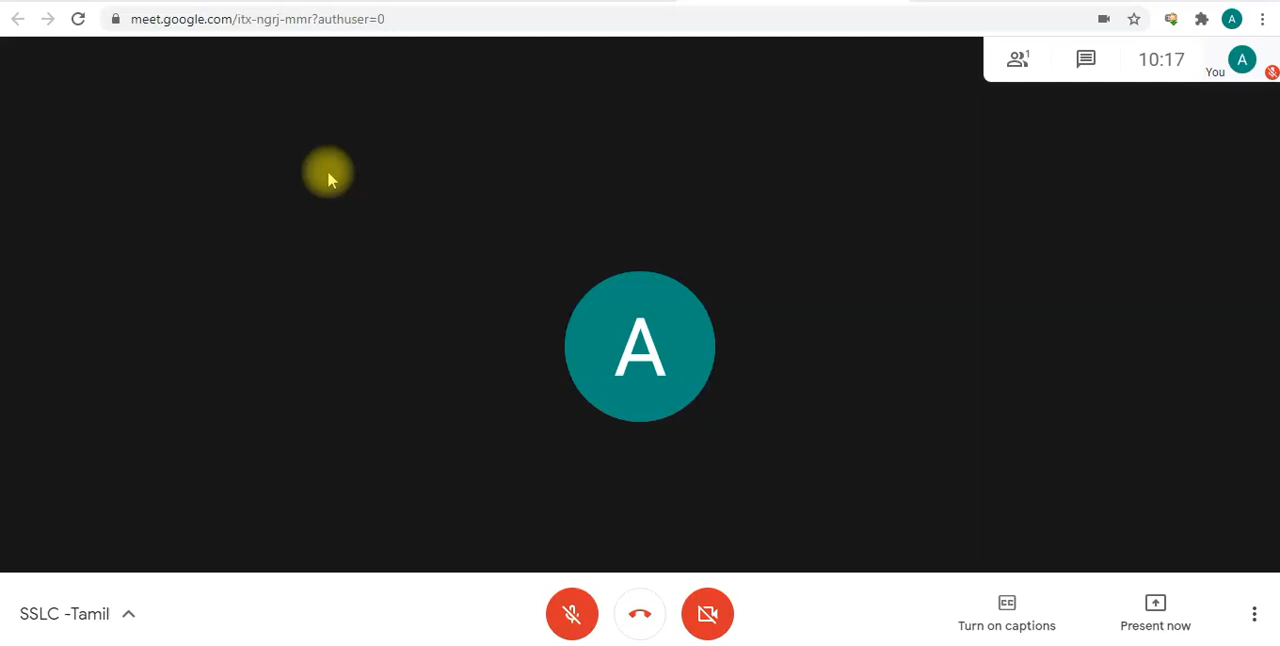 meet.google.com/itx-ngrj-mmr?authuser=0
A
1
10:17
You
A
A
SSLC -Tamil
CC
Turn on captions
Present now